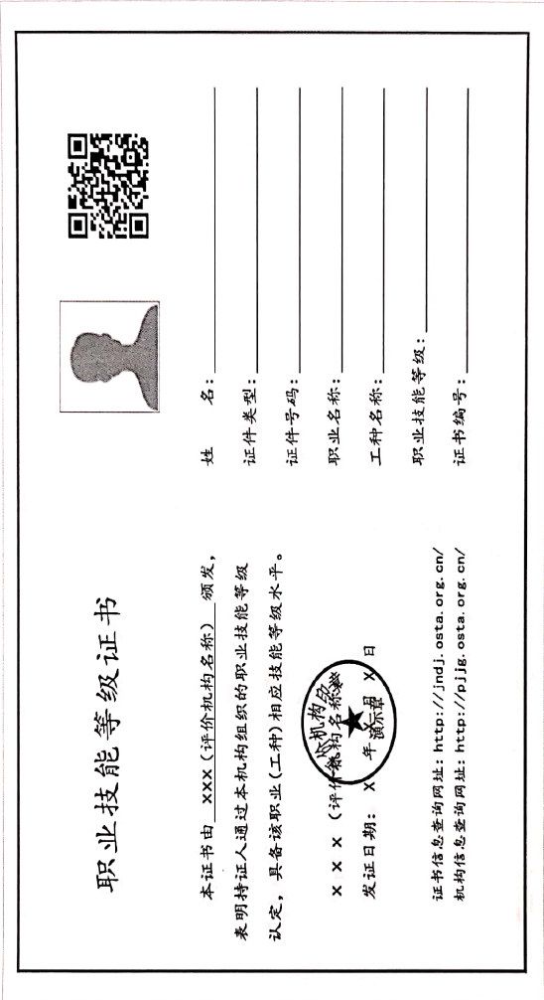 职业技能等级证书
本证书由 XXX(评价机构名称) 颁发,
表明持证人通过本机构组织的职业技能等级
认定,具备该职业(工种)相应技能等级水平。
X X X (评价机构名称
发证日期: X 年 X 月 X 日
演示章
证书信息查询网址: http://jndj.osta.org.cn/
机构信息查询网址: http://pjjg.osta.org.cn/
姓 名:
证件类型:
证件号码:
职业名称:
工种名称:
职业技能等级:
证书编号: